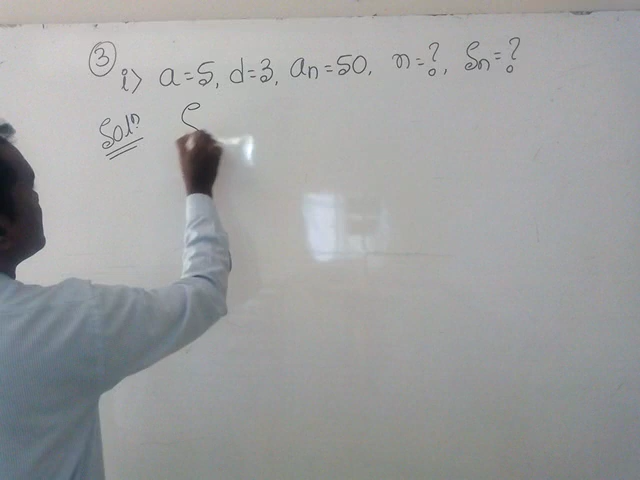 ③
i> a=5, d=3, an=50, n=?, Sn=?
Solⁿ. S